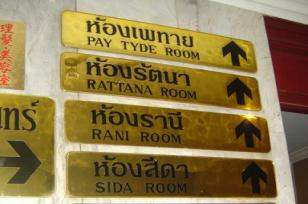 ห้องเพทาย
PAY TYDE ROOM
ห้องรัตนา
RATTANA ROOM
ห้องรานี
RANI ROOM
ห้องสีดา
SIDA ROOM